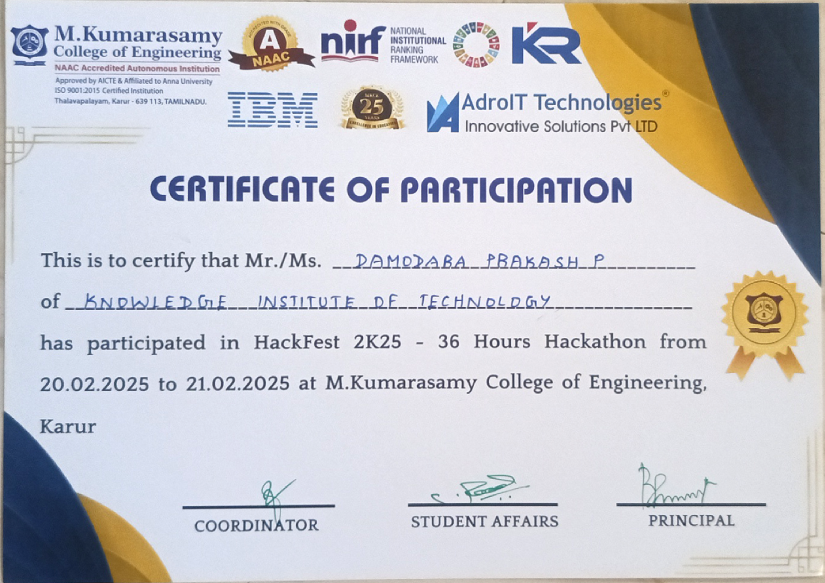 M.Kumarasamy
College of Engineering
NAAC Accredited Autonomous Institution
Approved by AICTE & Affiliated to Anna University
ISO 9001:2015 Certified Institution
Thalavapalayam, Karur - 639 113, TAMILNADU.
A
NAAC
nirf
NATIONAL
INSTITUTIONAL
RANKING
FRAMEWORK
KR
IBM
SINCE
25
YEARS
AdroIT Technologies®
Innovative Solutions Pvt LTD
CERTIFICATE OF PARTICIPATION
This is to certify that Mr./Ms. DAMODARA PRAKASH P
of KNOWLEDGE INSTITUTE OF TECHNOLOGY
has participated in HackFest 2K25 - 36 Hours Hackathon from
20.02.2025 to 21.02.2025 at M.Kumarasamy College of Engineering,
Karur
COORDINATOR
STUDENT AFFAIRS
PRINCIPAL